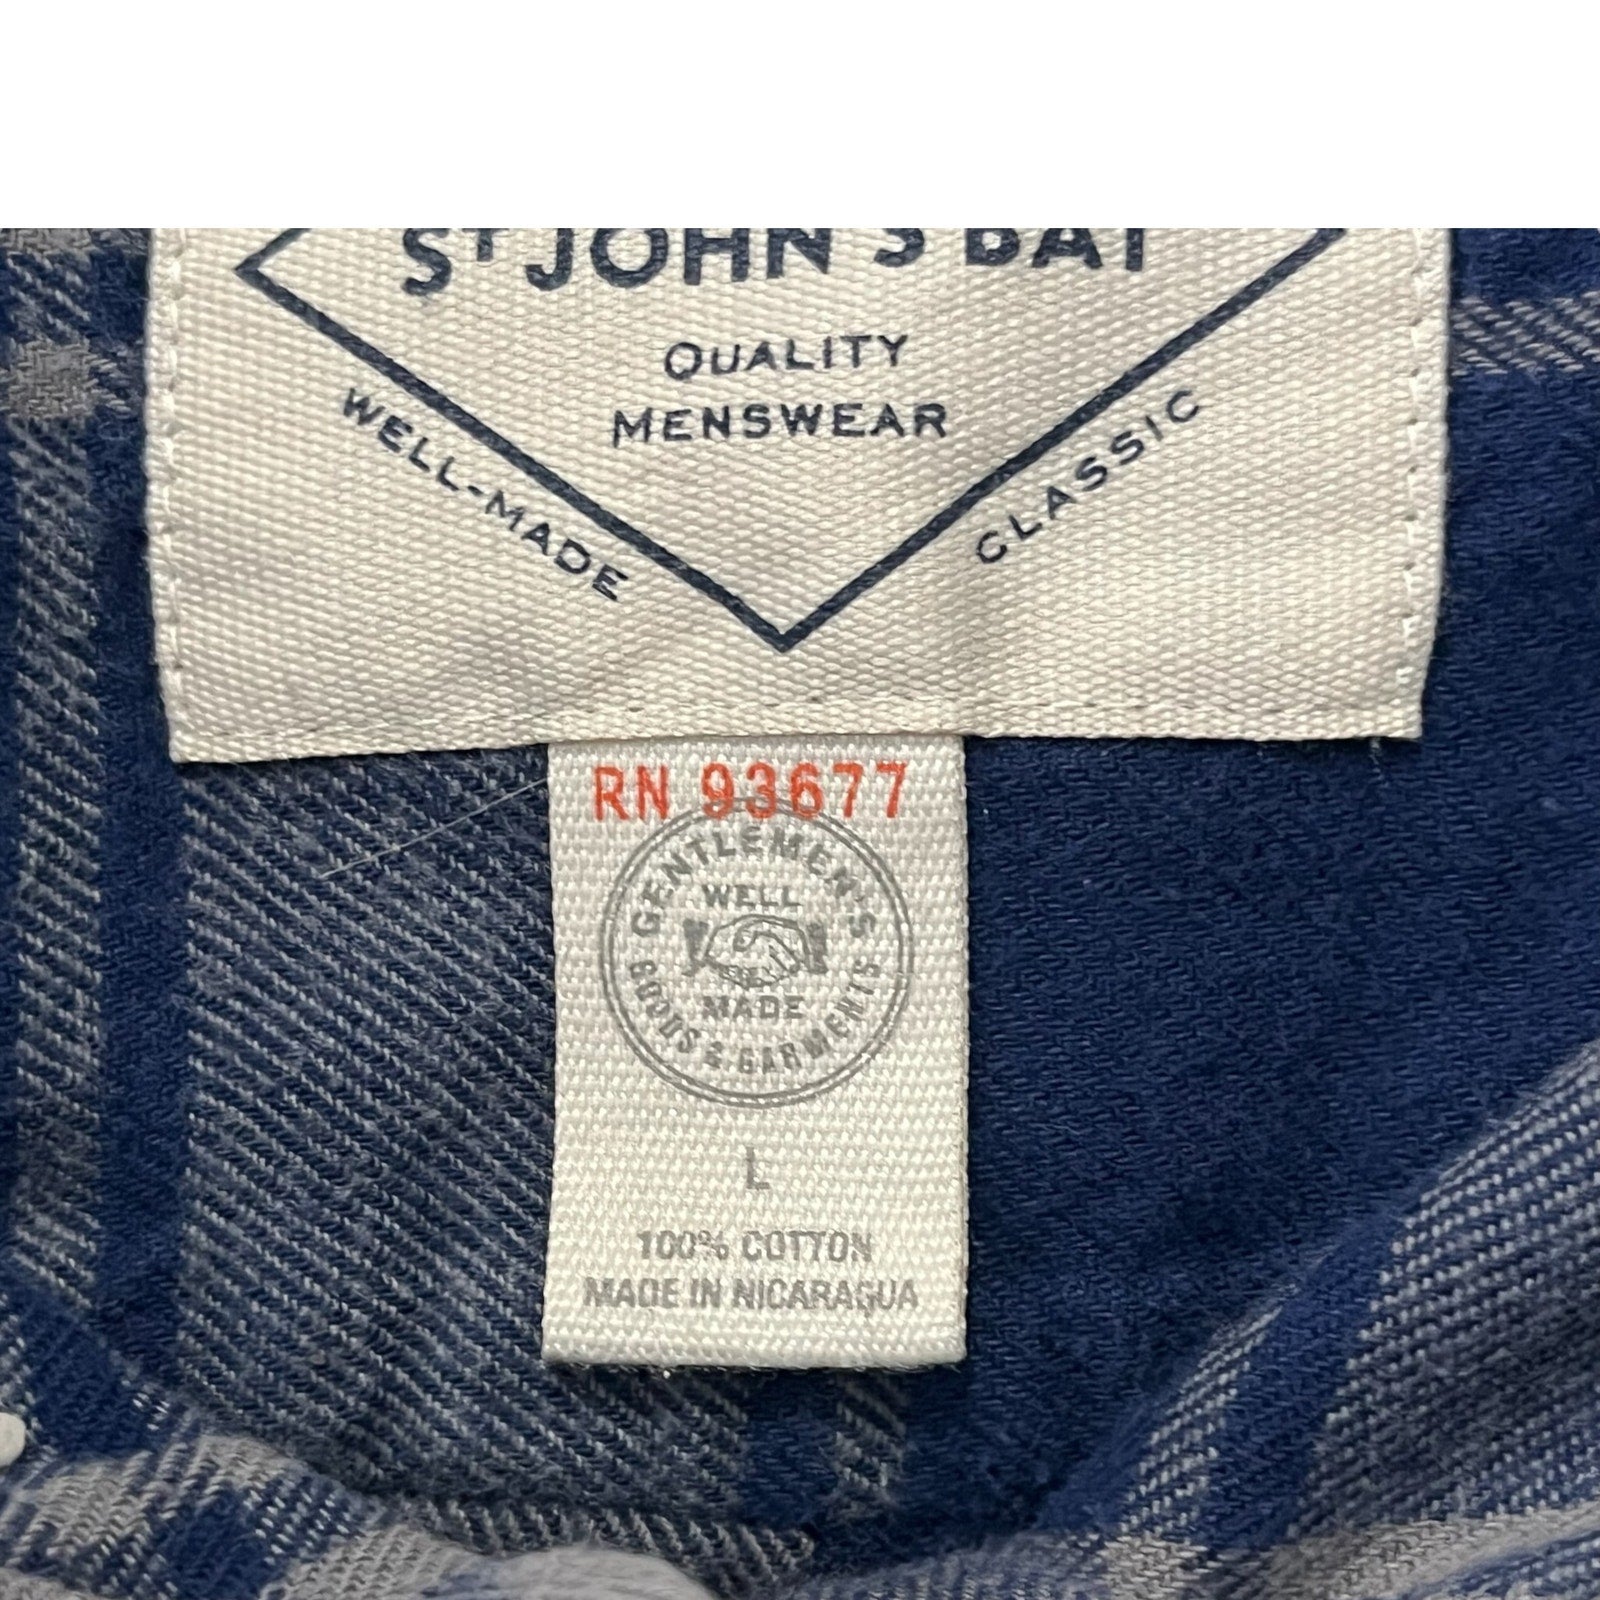 ST JOHN'S BAY
QUALITY
MENSWEAR
WELL-MADE
CLASSIC
RN 93677
GENTLEMEN'S
WELL
MADE
GOODS & GARMENTS
L
100% COTTON
MADE IN NICARAGUA